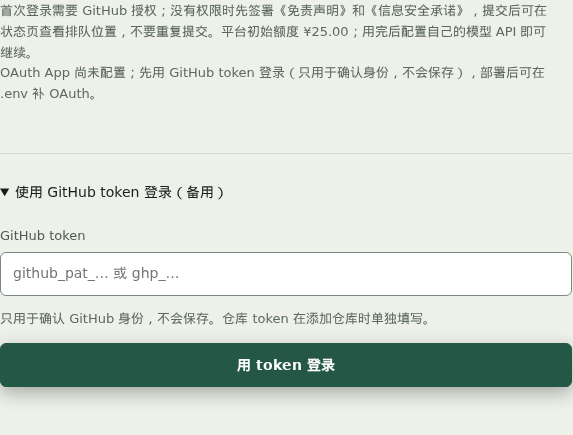 首次登录需要 GitHub 授权；没有权限时先签署《免责声明》和《信息安全承诺》，提交后可在
状态页查看排队位置，不要重复提交。平台初始额度 ¥25.00；用完后配置自己的模型 API 即可
继续。
OAuth App 尚未配置；先用 GitHub token 登录（只用于确认身份，不会保存），部署后可在
.env 补 OAuth。
▼ 使用 GitHub token 登录（备用）
GitHub token
github_pat_... 或 ghp_...
只用于确认 GitHub 身份，不会保存。仓库 token 在添加仓库时单独填写。
用 token 登录